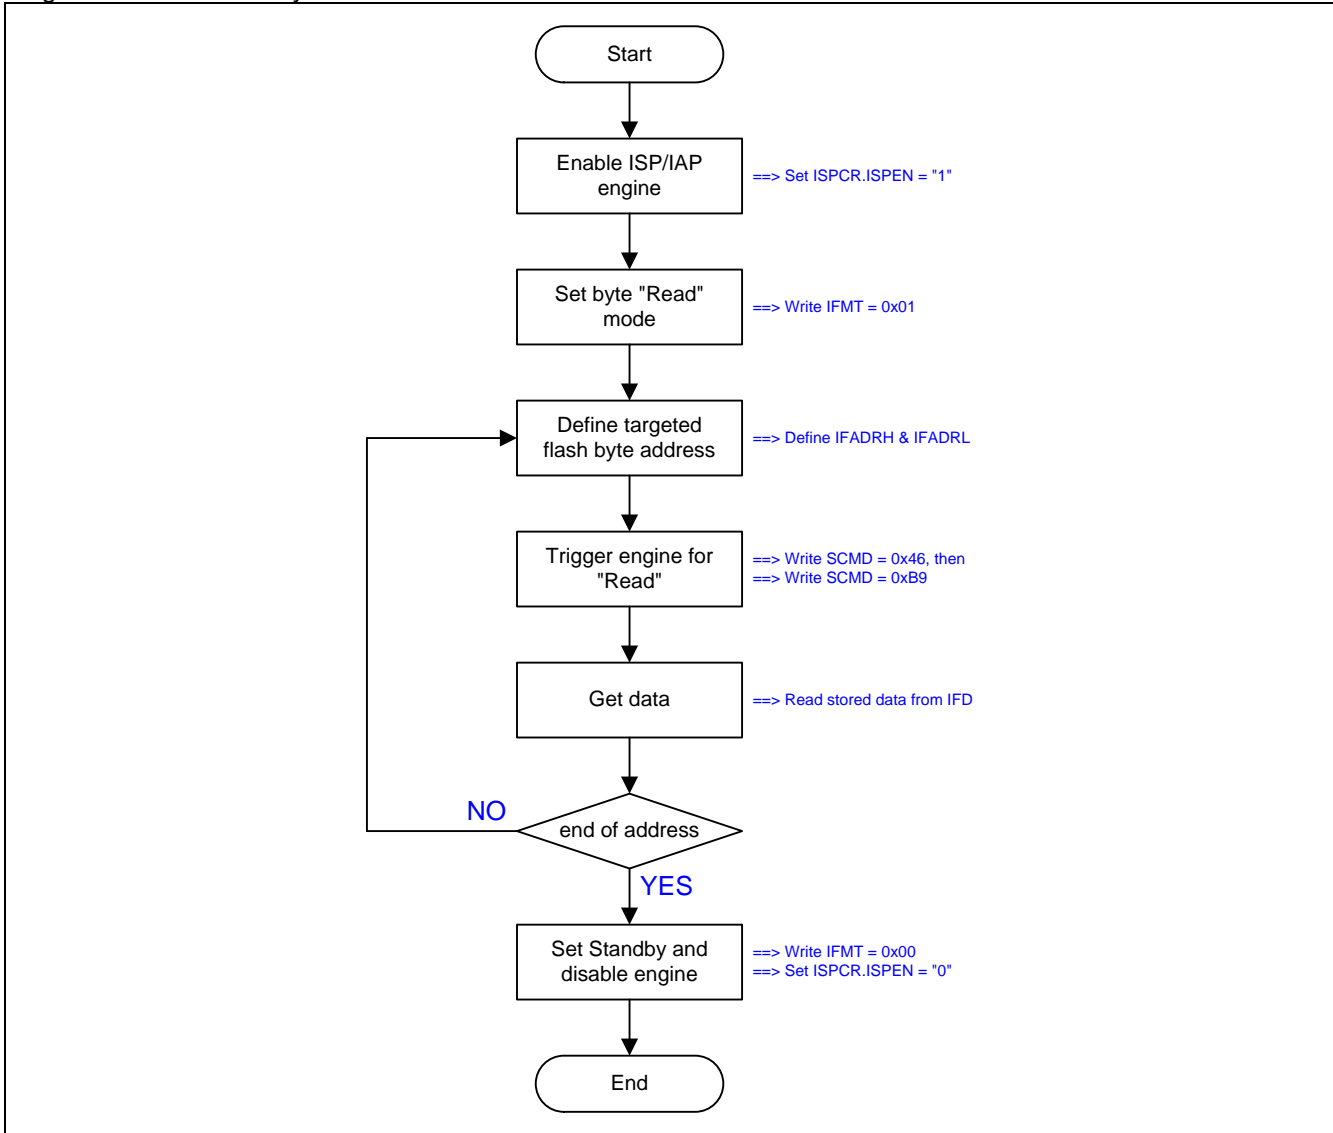 Start
Enable ISP/IAP
engine
==> Set ISPCR.ISPEN = "1"
Set byte "Read"
mode
==> Write IFMT = 0x01
Define targeted
flash byte address
==> Define IFADRH & IFADRL
Trigger engine for
"Read"
==> Write SCMD = 0x46, then
==> Write SCMD = 0xB9
Get data
==> Read stored data from IFD
NO
end of address
YES
Set Standby and
disable engine
==> Write IFMT = 0x00
==> Set ISPCR.ISPEN = "0"
End